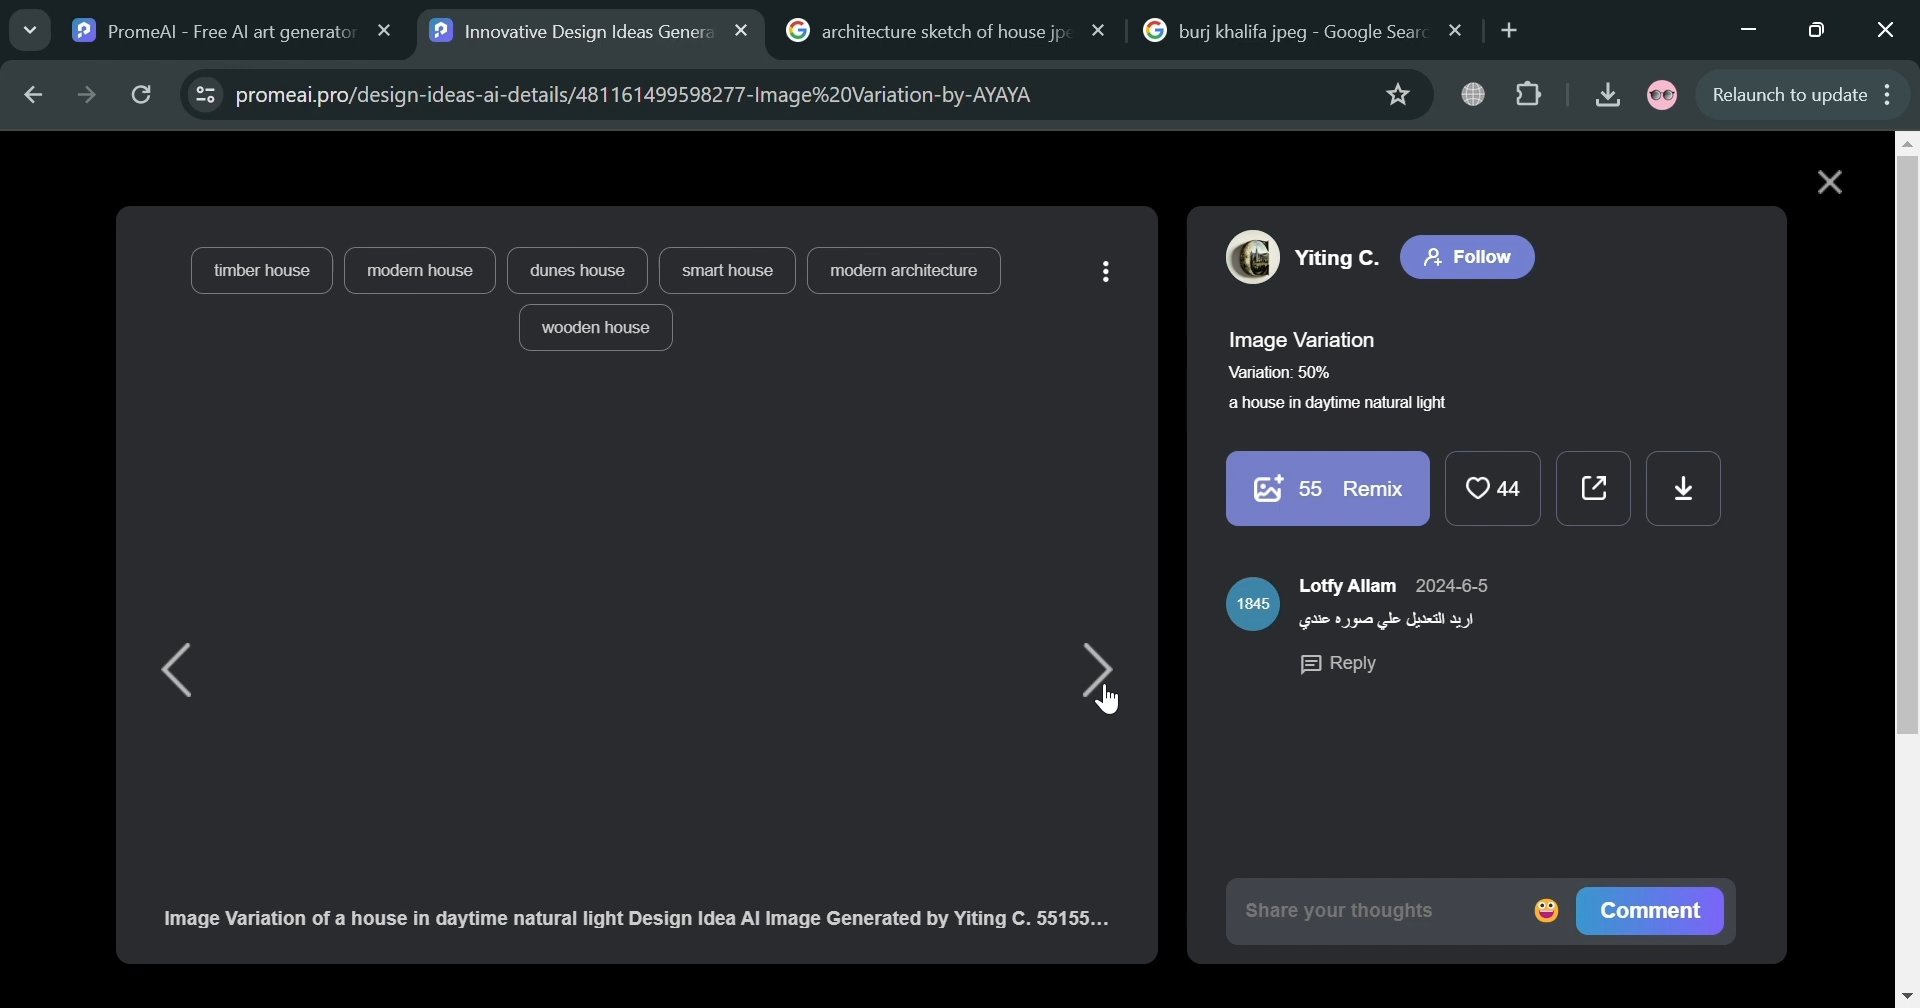 PromeAI - Free AI art generator
Innovative Design Ideas Genera
architecture sketch of house jpe
burj khalifa jpeg - Google Searc
promeai.pro/design-ideas-ai-details/481161499598277-Image%20Variation-by-AYAYA
Relaunch to update
timber house
modern house
dunes house
smart house
modern architecture
wooden house
Image Variation of a house in daytime natural light Design Idea AI Image Generated by Yiting C. 55155...
Yiting C.
Follow
Image Variation
Variation: 50%
a house in daytime natural light
55 Remix
44
1845
Lotfy Allam 2024-6-5
اريد التعديل علي صوره عندي
Reply
Share your thoughts
Comment